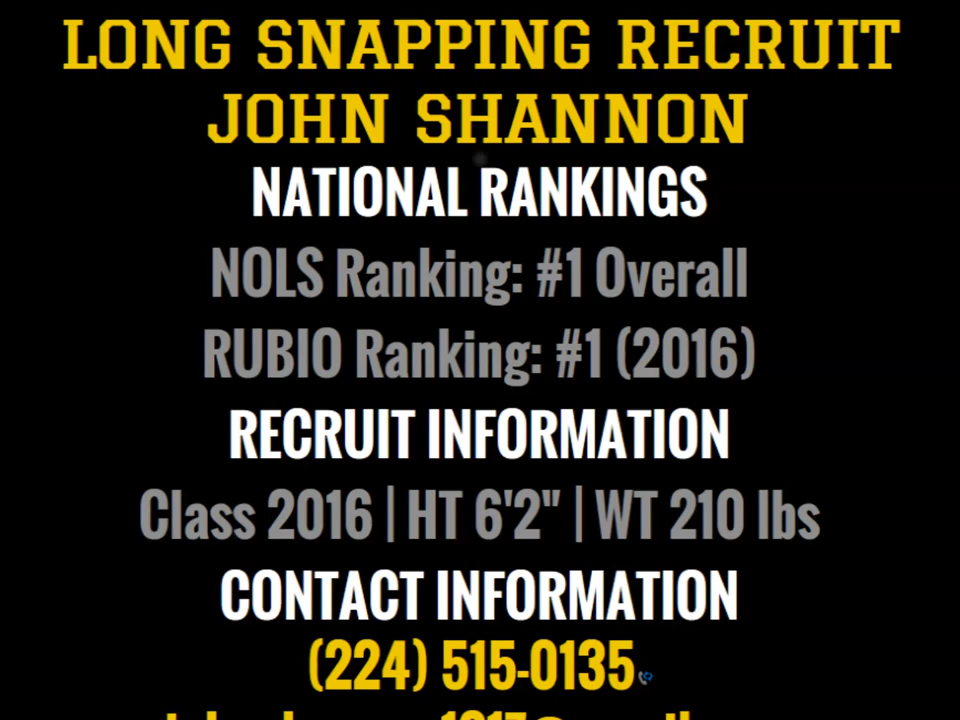 LONG SNAPPING RECRUIT
JOHN SHANNON
NATIONAL RANKINGS
NOLS Ranking: #1 Overall
RUBIO Ranking: #1 (2016)
RECRUIT INFORMATION
Class 2016 | HT 6'2" | WT 210 lbs
CONTACT INFORMATION
(224) 515-0135